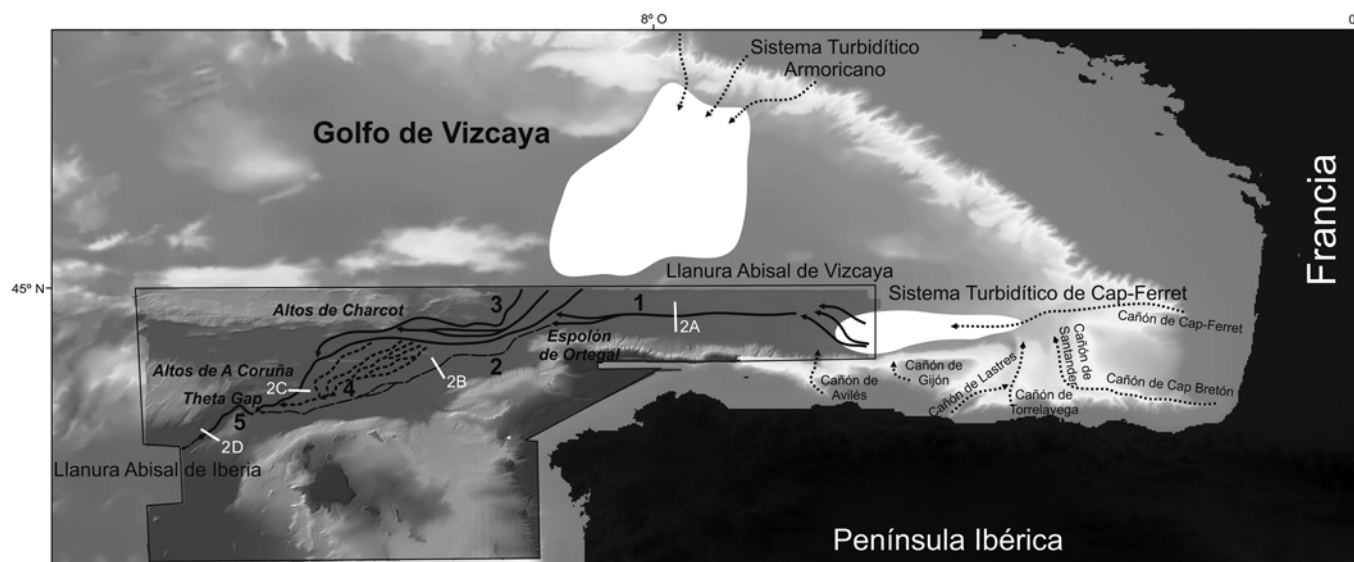 8º O
0
Sistema Turbidítico
Armoricano
Golfo de Vizcaya
Francia
Llanura Abisal de Vizcaya
45º N
Sistema Turbidítico de Cap-Ferret
3
1
Altos de Charcot
2A
Cañón de Cap-Ferret
Espolón
de Ortegal
Cañón de
Santander
Altos de A Coruña
2
2B
2C
4
Cañón de
Gijón
Cañón de Lastres
Cañón de Cap Bretón
Theta Gap
Cañón de
Avilés
Cañón de
Torrelavega
5
2D
Llanura Abisal de Iberia
Península Ibérica